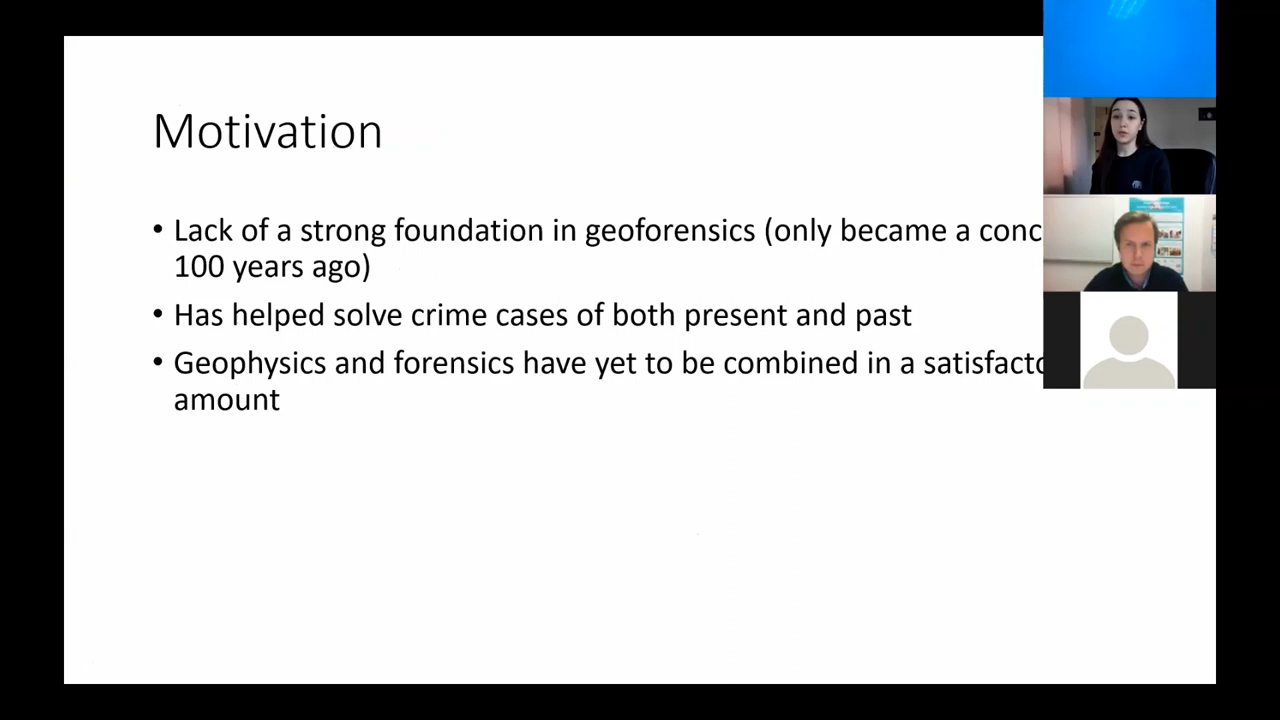 Motivation
• Lack of a strong foundation in geoforensics (only became a conc
100 years ago)
• Has helped solve crime cases of both present and past
• Geophysics and forensics have yet to be combined in a satisfacto
amount